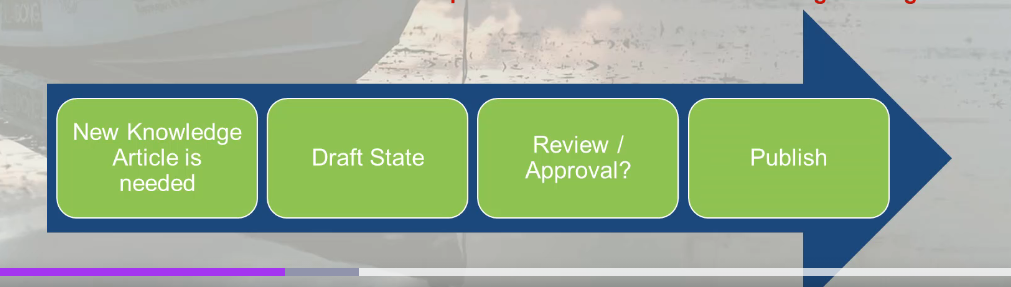 New Knowledge
Article is
needed
Draft State
Review /
Approval?
Publish